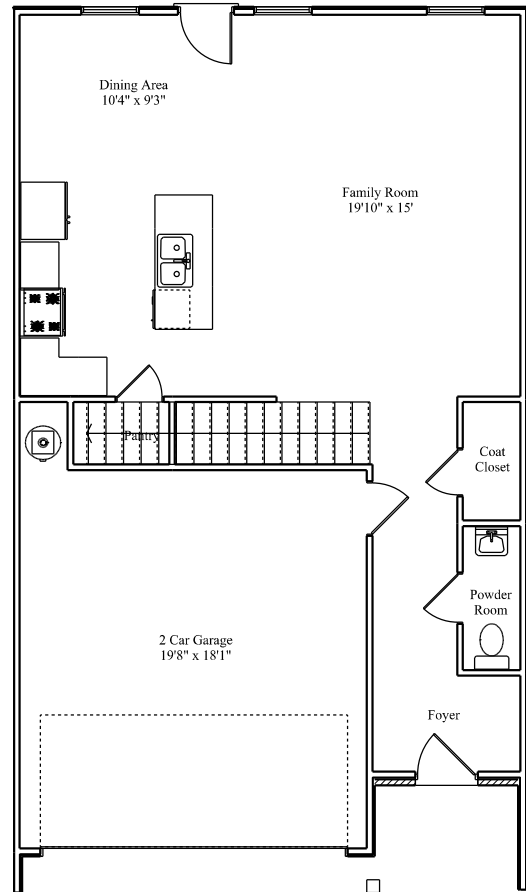 Dining Area
10'4" x 9'3"
Family Room
19'10" x 15'
Pantry
Coat
Closet
Powder
Room
2 Car Garage
19'8" x 18'1"
Foyer